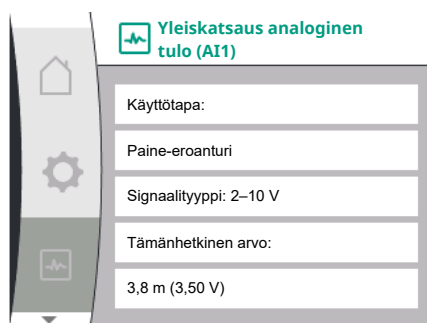 Yleiskatsaus analoginen
tulo (AI1)
Käyttötapa:
Paine-eroanturi
Signaalityyppi: 2–10 V
Tämänhetkinen arvo:
3,8 m (3,50 V)